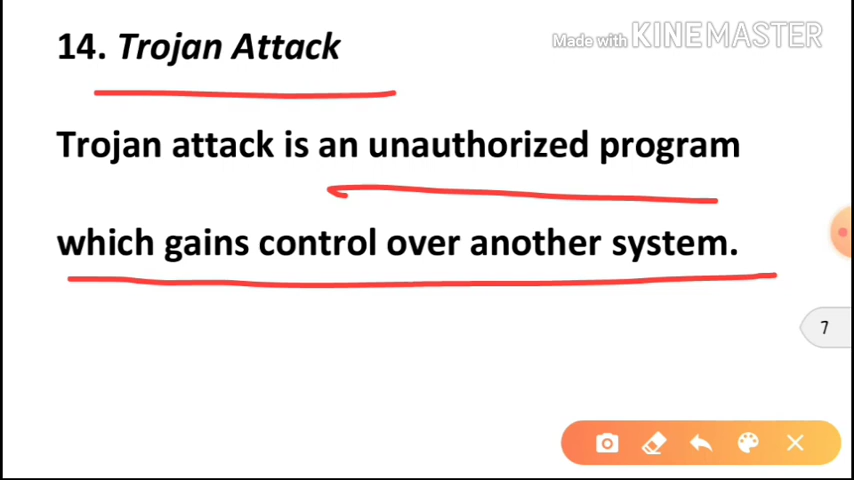 14. Trojan Attack
Made with KINEMASTER
Trojan attack is an unauthorized program
which gains control over another system.
7